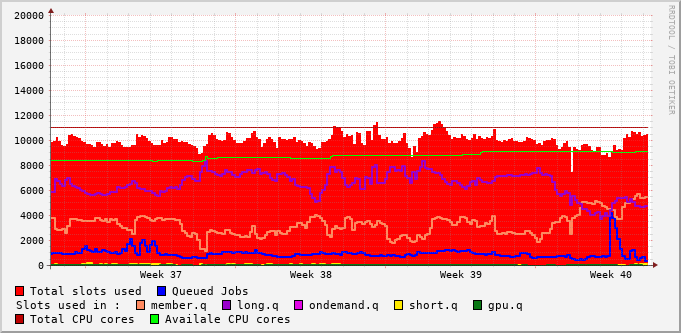 20000
18000
16000
14000
12000
10000
8000
6000
4000
2000
0
Week 37 Week 38 Week 39 Week 40
RRDTOOL / TOBI OETIKER
Total slots used Queued Jobs
Slots used in : member.q long.q ondemand.q short.q gpu.q
Total CPU cores Availale CPU cores